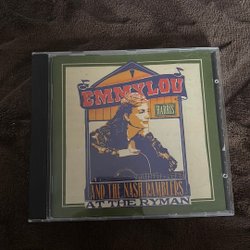 EMMYLOU
HARRIS
AND THE NASH RAMBLERS
AT THE RYMAN